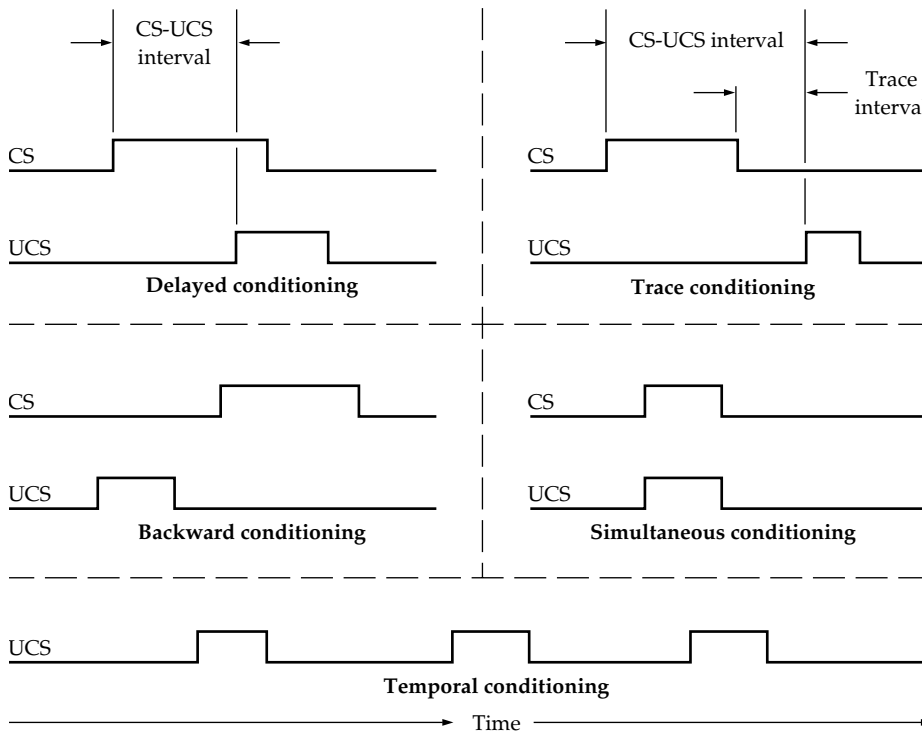 CS-UCS
interval
CS-UCS interval
Trace
interval
CS
UCS
Delayed conditioning
CS
UCS
Trace conditioning
CS
UCS
Backward conditioning
CS
UCS
Simultaneous conditioning
UCS
Temporal conditioning
Time